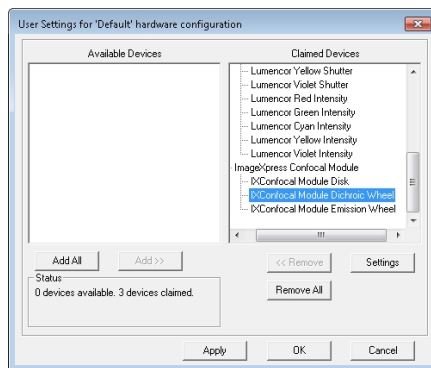 User Settings for 'Default' hardware configuration
Available Devices
Claimed Devices
Lumencor Yellow Shutter
Lumencor Violet Shutter
Lumencor Red Intensity
Lumencor Green Intensity
Lumencor Cyan Intensity
Lumencor Yellow Intensity
Lumencor Violet Intensity
ImageXpress Confocal Module
IXConfocal Module Disk
IXConfocal Module Dichroic Wheel
IXConfocal Module Emission Wheel
Add All
Add >>
<< Remove
Settings
Status
0 devices available. 3 devices claimed.
Remove All
Apply
OK
Cancel